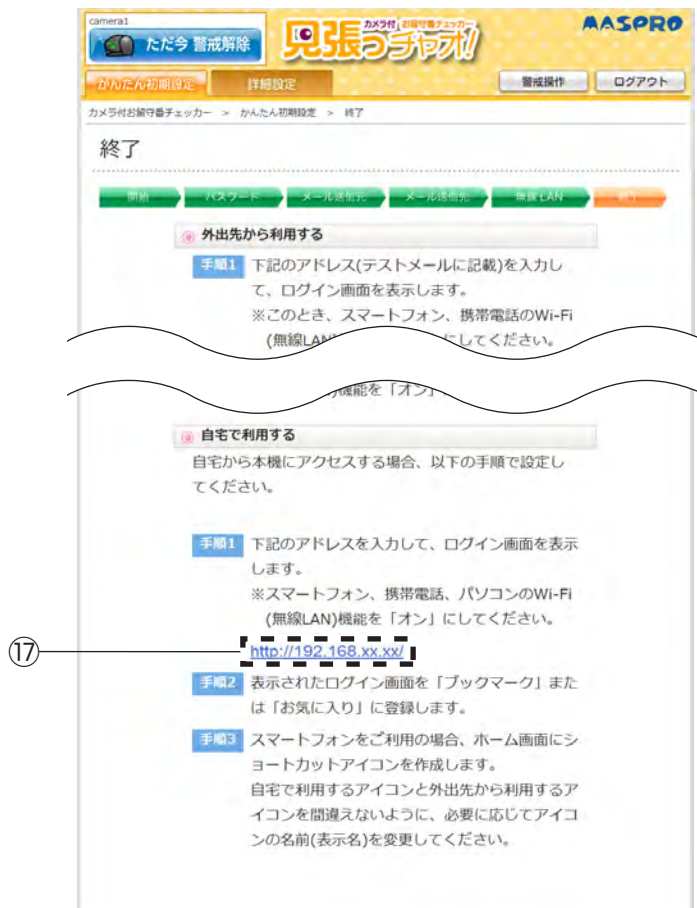 camera1
ただ今 警戒解除
カメラ付 お留守番チェッカー
見張っチャオ!
MASPRO
かんたん初期設定
詳細設定
警戒操作
ログアウト
カメラ付お留守番チェッカー > かんたん初期設定 > 終了
終了
開始
パスワード
メール送信元
メール送信先
無線LAN
終了
外出先から利用する
手順1 下記のアドレス(テストメールに記載)を入力し
て、ログイン画面を表示します。
※このとき、スマートフォン、携帯電話のWi-Fi
(無線LAN にしてください。
機能を「オン」
自宅で利用する
自宅から本機にアクセスする場合、以下の手順で設定し
てください。
手順1 下記のアドレスを入力して、ログイン画面を表示
します。
※スマートフォン、携帯電話、パソコンのWi-Fi
(無線LAN)機能を「オン」にしてください。
⑰
http://192.168.xx.xx/
手順2 表示されたログイン画面を「ブックマーク」また
は「お気に入り」に登録します。
手順3 スマートフォンをご利用の場合、ホーム画面にシ
ョートカットアイコンを作成します。
自宅で利用するアイコンと外出先から利用するア
イコンを間違えないように、必要に応じてアイコ
ンの名前(表示名)を変更してください。